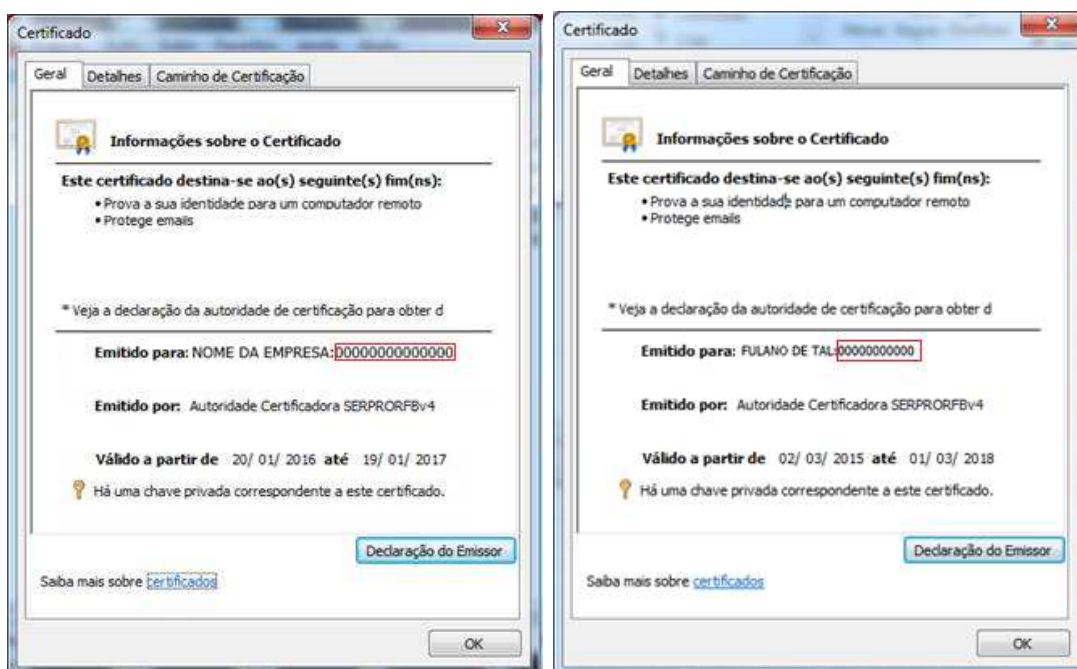 Certificado
Geral Detalhes Caminho de Certificação
Informações sobre o Certificado
Este certificado destina-se ao(s) seguinte(s) fim(ns):
• Prova a sua identidade para um computador remoto
• Protege emails
* Veja a declaração da autoridade de certificação para obter d
Emitido para: NOME DA EMPRESA:00000000000000
Emitido por: Autoridade Certificadora SERPRORFBv4
Válido a partir de 20/ 01/ 2016 até 19/ 01/ 2017
Há uma chave privada correspondente a este certificado.
Declaração do Emissor
Saiba mais sobre certificados
OK
Certificado
Geral Detalhes Caminho de Certificação
Informações sobre o Certificado
Este certificado destina-se ao(s) seguinte(s) fim(ns):
• Prova a sua identidade para um computador remoto
• Protege emails
* Veja a declaração da autoridade de certificação para obter d
Emitido para: FULANO DE TAL:00000000000
Emitido por: Autoridade Certificadora SERPRORFBv4
Válido a partir de 02/ 03/ 2015 até 01/ 03/ 2018
Há uma chave privada correspondente a este certificado.
Declaração do Emissor
Saiba mais sobre certificados
OK